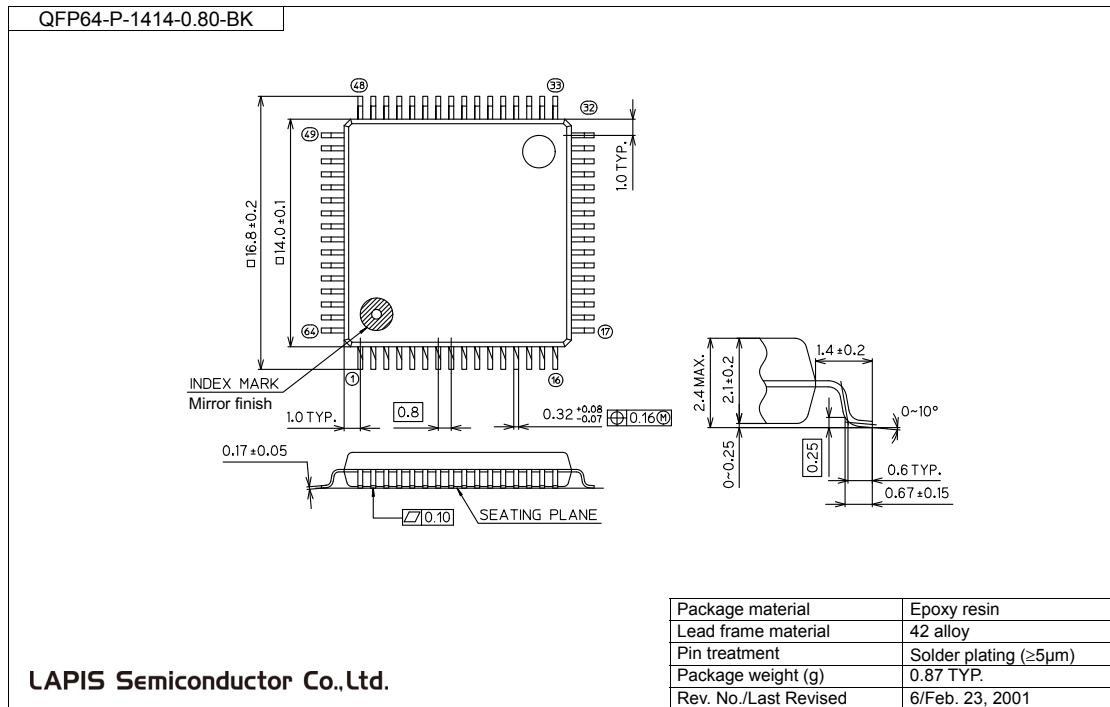 QFP64-P-1414-0.80-BK
48
33
32
49
1.0 TYP.
□16.8±0.2
□14.0±0.1
64
17
1
16
INDEX MARK
Mirror finish
1.0 TYP.
0.8
0.32 +0.08 -0.07
⌖ 0.16Ⓜ
0.17±0.05
⏥ 0.10
SEATING PLANE
2.4 MAX.
2.1±0.2
1.4±0.2
0~10°
0~0.25
0.25
0.6 TYP.
0.67±0.15
Package material Epoxy resin
Lead frame material 42 alloy
Pin treatment Solder plating (≥5µm)
Package weight (g) 0.87 TYP.
Rev. No./Last Revised 6/Feb. 23, 2001
LAPIS Semiconductor Co.,Ltd.